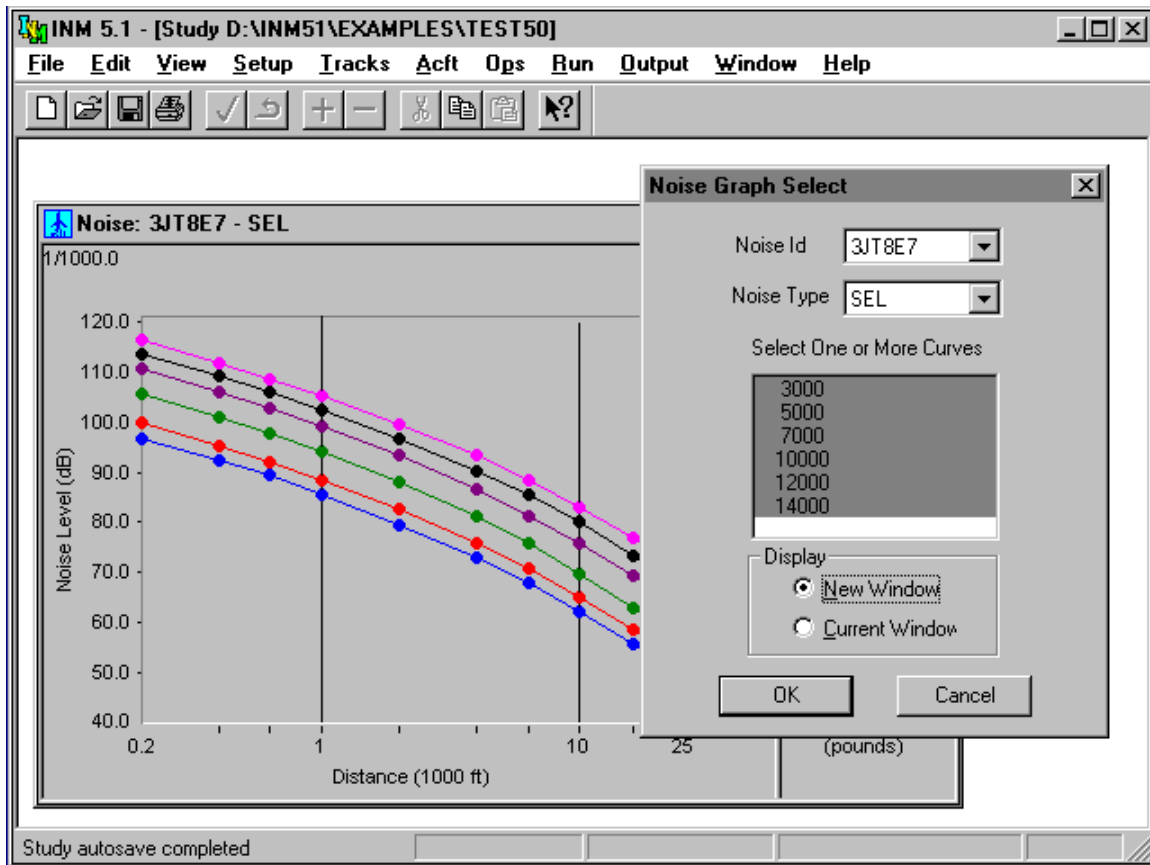 INM 5.1 - [Study D:\INM51\EXAMPLES\TEST50]
File Edit View Setup Tracks Acft Ops Run Output Window Help
Noise: 3JT8E7 - SEL
1/1000.0
120.0
110.0
100.0
90.0
80.0
70.0
60.0
50.0
40.0
Noise Level (dB)
0.2 1 10 25
Distance (1000 ft)
(pounds)
Noise Graph Select
Noise Id 3JT8E7
Noise Type SEL
Select One or More Curves
3000
5000
7000
10000
12000
14000
Display
New Window
Current Window
OK Cancel
Study autosave completed